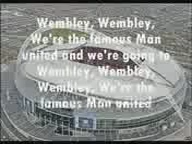 Wembley, Wembley,
We're the famous Man
united and we're going to
Wembley, Wembley,
Wembley, We're the
famous Man united